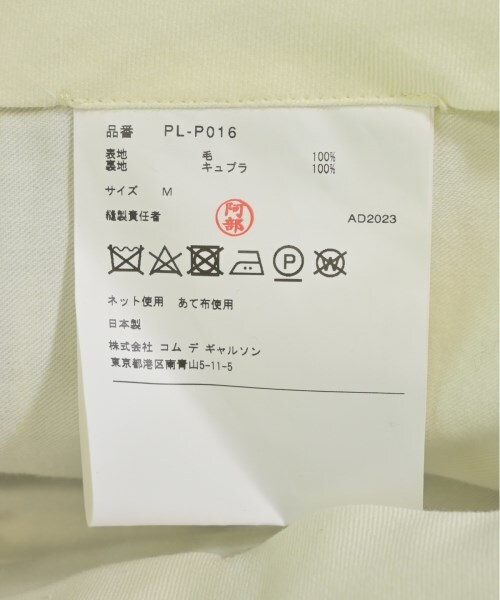 品番 PL-P016
表地 毛 100%
裏地 キュプラ 100%
サイズ M
縫製責任者 阿部 AD2023
P W
ネット使用 あて布使用
日本製
株式会社 コム デ ギャルソン
東京都港区南青山5-11-5